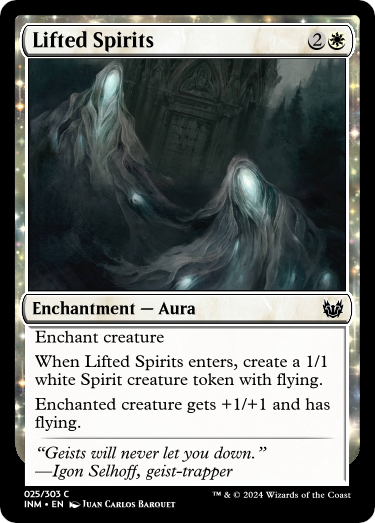 Lifted Spirits 2
Enchantment — Aura
Enchant creature
When Lifted Spirits enters, create a 1/1
white Spirit creature token with flying.
Enchanted creature gets +1/+1 and has
flying.
“Geists will never let you down.”
—Igon Selhoff, geist-trapper
025/303 C
INM • EN Juan Carlos Barquet
™ & © 2024 Wizards of the Coast